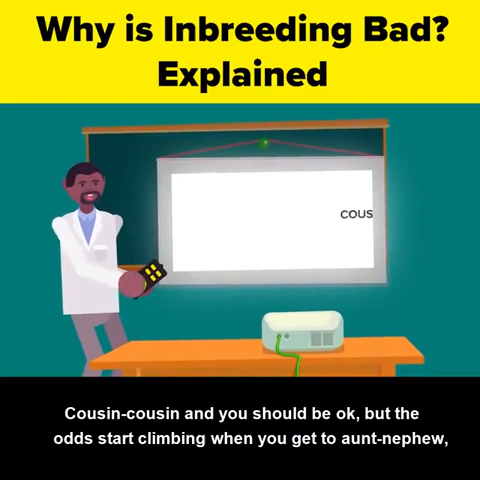 Why is Inbreeding Bad?
Explained
COUS
Cousin-cousin and you should be ok, but the
odds start climbing when you get to aunt-nephew,